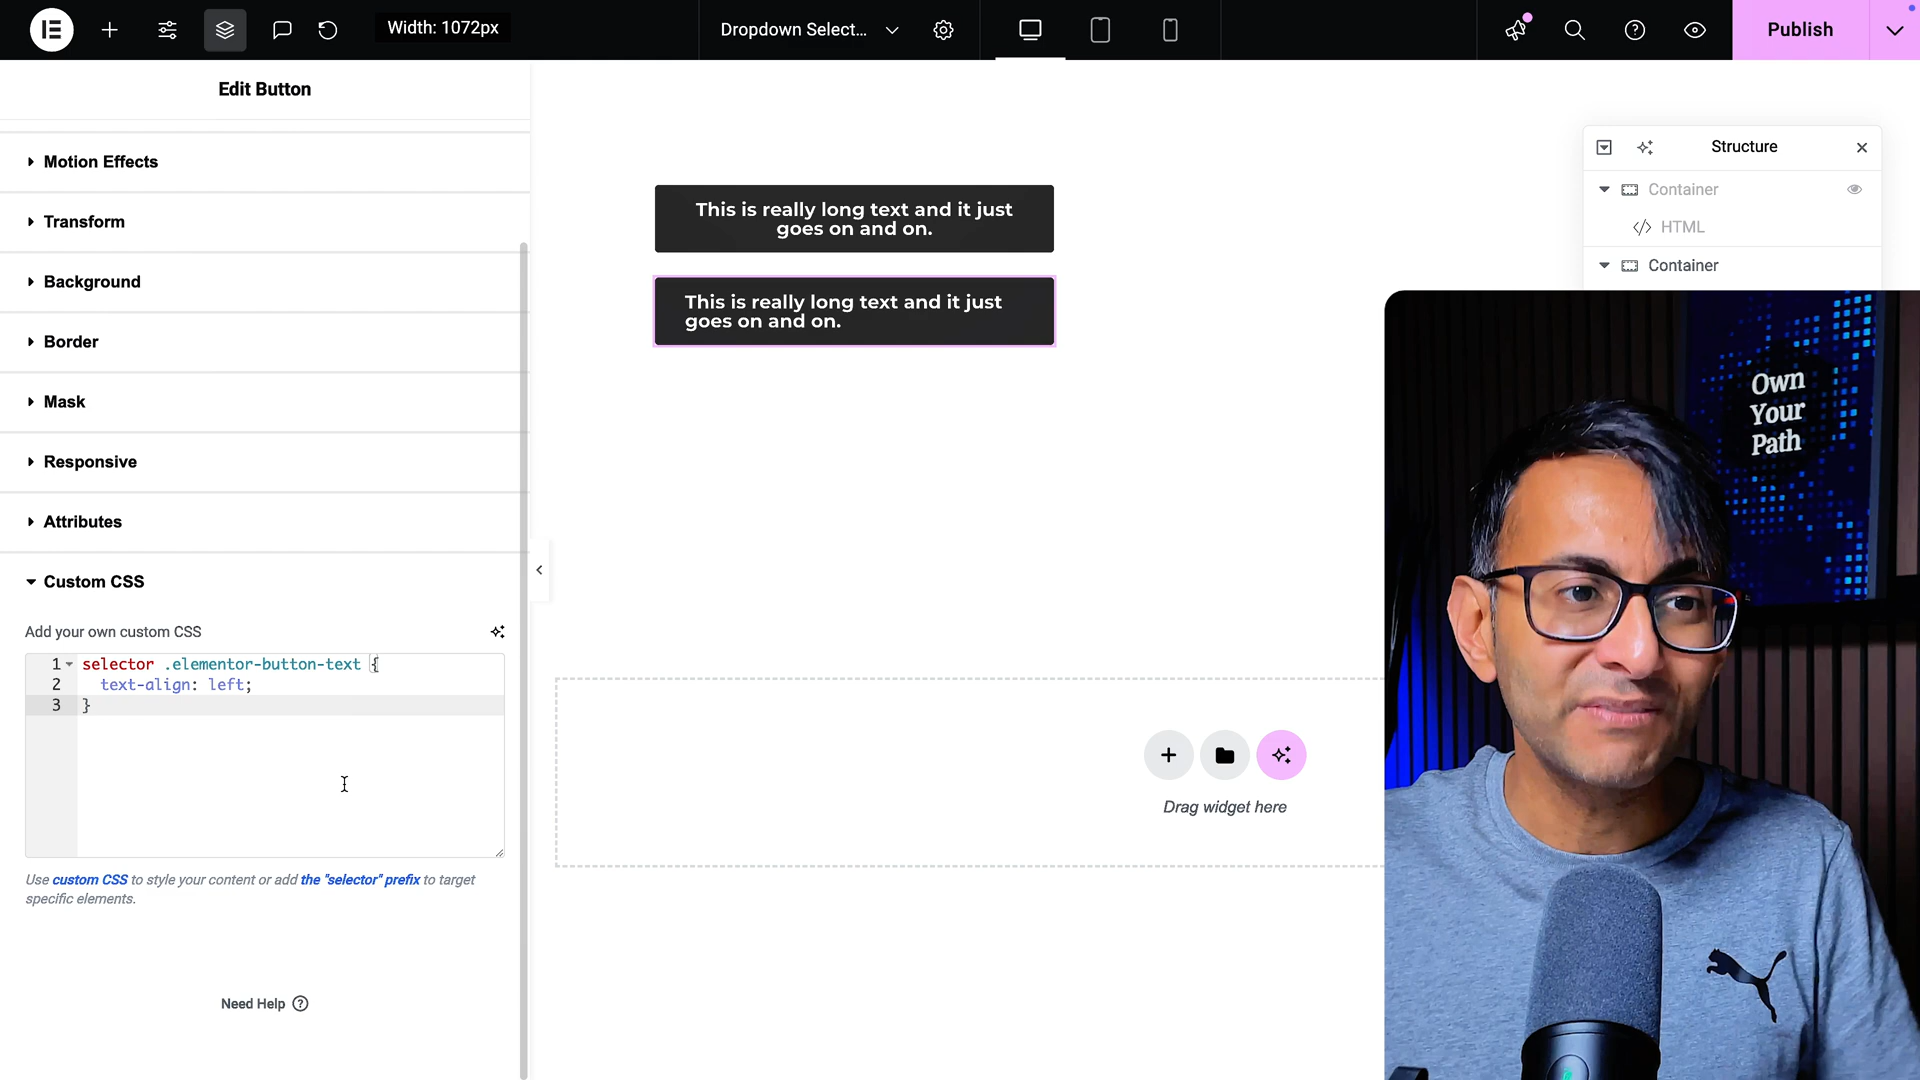 Width: 1072px
Dropdown Select...
Publish
Edit Button
Motion Effects
Transform
Background
Border
Mask
Responsive
Attributes
Custom CSS
Add your own custom CSS
1 selector .elementor-button-text {
2 text-align: left;
3 }
Use custom CSS to style your content or add the "selector" prefix to target
specific elements.
Need Help
This is really long text and it just
goes on and on.
This is really long text and it just
goes on and on.
Drag widget here
Structure
Container
HTML
Container
Own
Your
Path